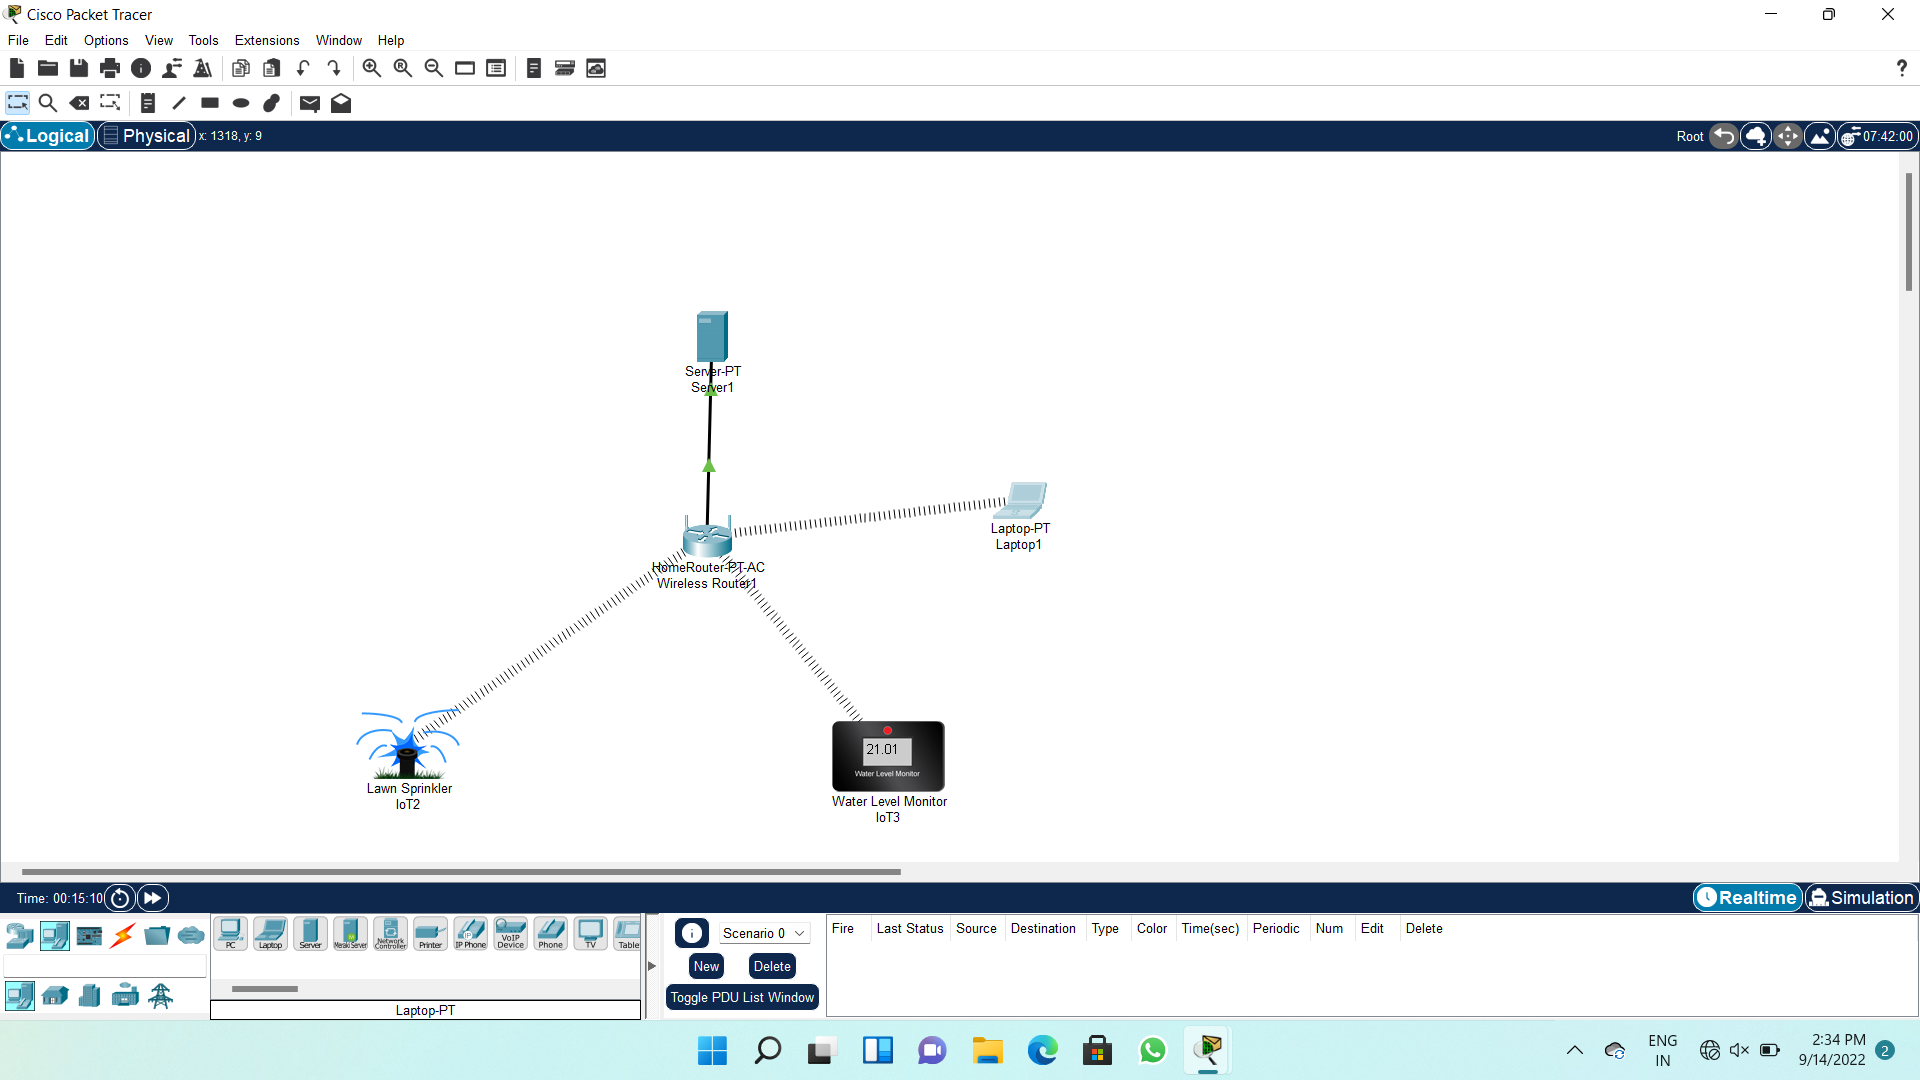 Cisco Packet Tracer
File Edit Options View Tools Extensions Window Help
?
Logical Physical x: 1318, y: 9 Root 07:42:00
Server-PT
Server1
Laptop-PT
Laptop1
HomeRouter-PT-AC
Wireless Router1
21.01
Water Level Monitor
Lawn Sprinkler
IoT2
Water Level Monitor
IoT3
Time: 00:15:10 Realtime Simulation
PC Laptop Server Meraki Server Network Controller Printer IP Phone VoIP Device Phone TV Table
Laptop-PT
Scenario 0
New Delete
Toggle PDU List Window
Fire Last Status Source Destination Type Color Time(sec) Periodic Num Edit Delete
ENG
IN
2:34 PM
9/14/2022
2